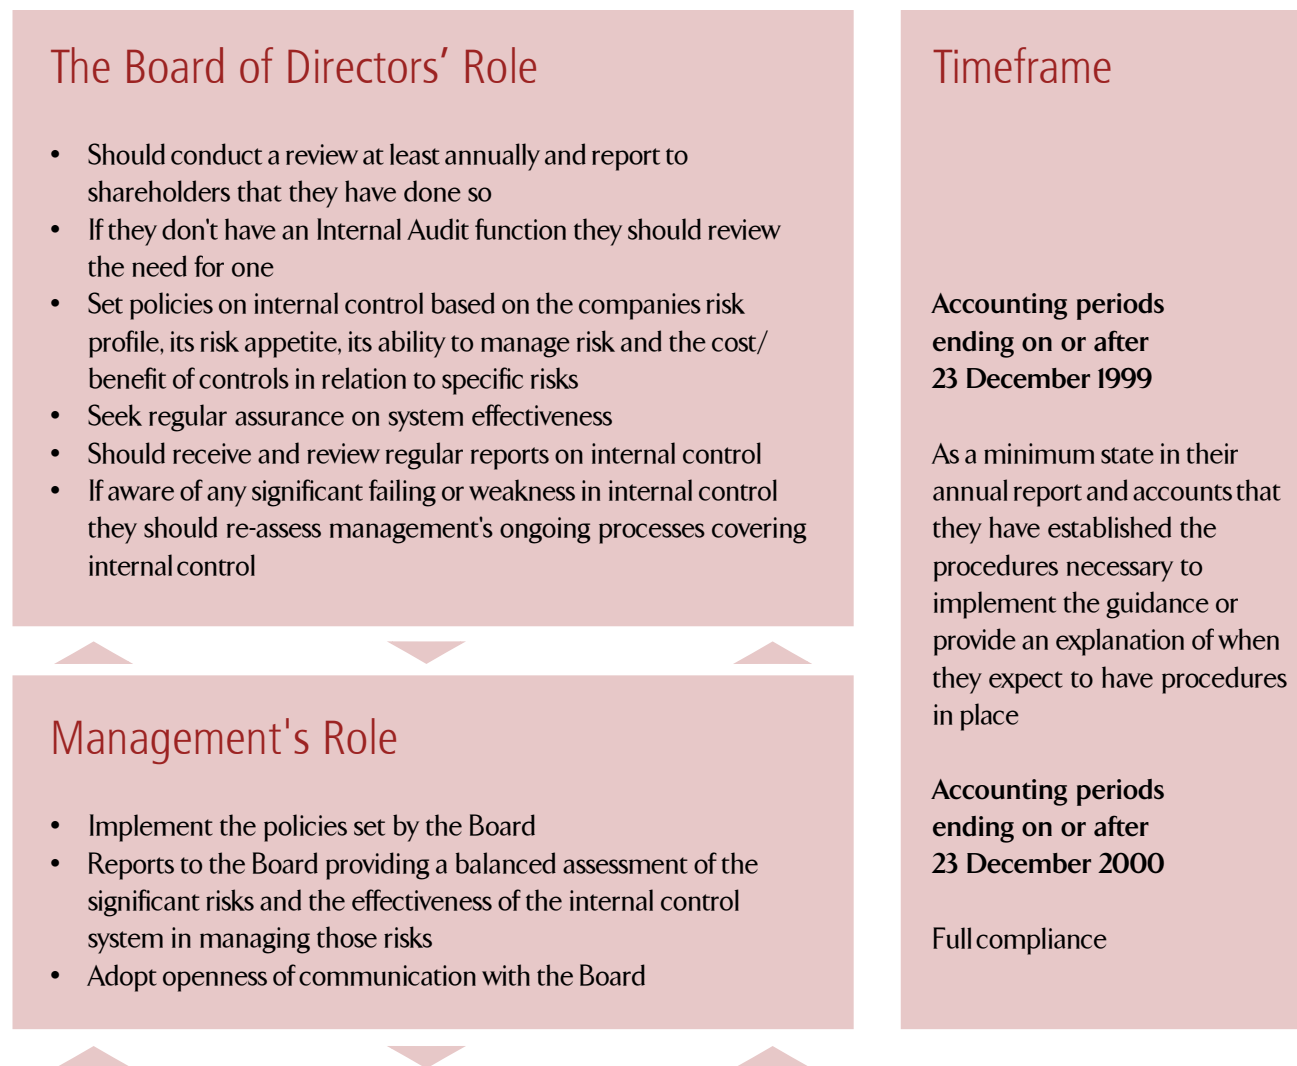 The Board of Directors’ Role
• Should conduct a review at least annually and report to
shareholders that they have done so
• If they don't have an Internal Audit function they should review
the need for one
• Set policies on internal control based on the companies risk
profile, its risk appetite, its ability to manage risk and the cost/
benefit of controls in relation to specific risks
• Seek regular assurance on system effectiveness
• Should receive and review regular reports on internal control
• If aware of any significant failing or weakness in internal control
they should re-assess management's ongoing processes covering
internal control
Management's Role
• Implement the policies set by the Board
• Reports to the Board providing a balanced assessment of the
significant risks and the effectiveness of the internal control
system in managing those risks
• Adopt openness of communication with the Board
Timeframe
Accounting periods
ending on or after
23 December 1999
As a minimum state in their
annual report and accounts that
they have established the
procedures necessary to
implement the guidance or
provide an explanation of when
they expect to have procedures
in place
Accounting periods
ending on or after
23 December 2000
Full compliance